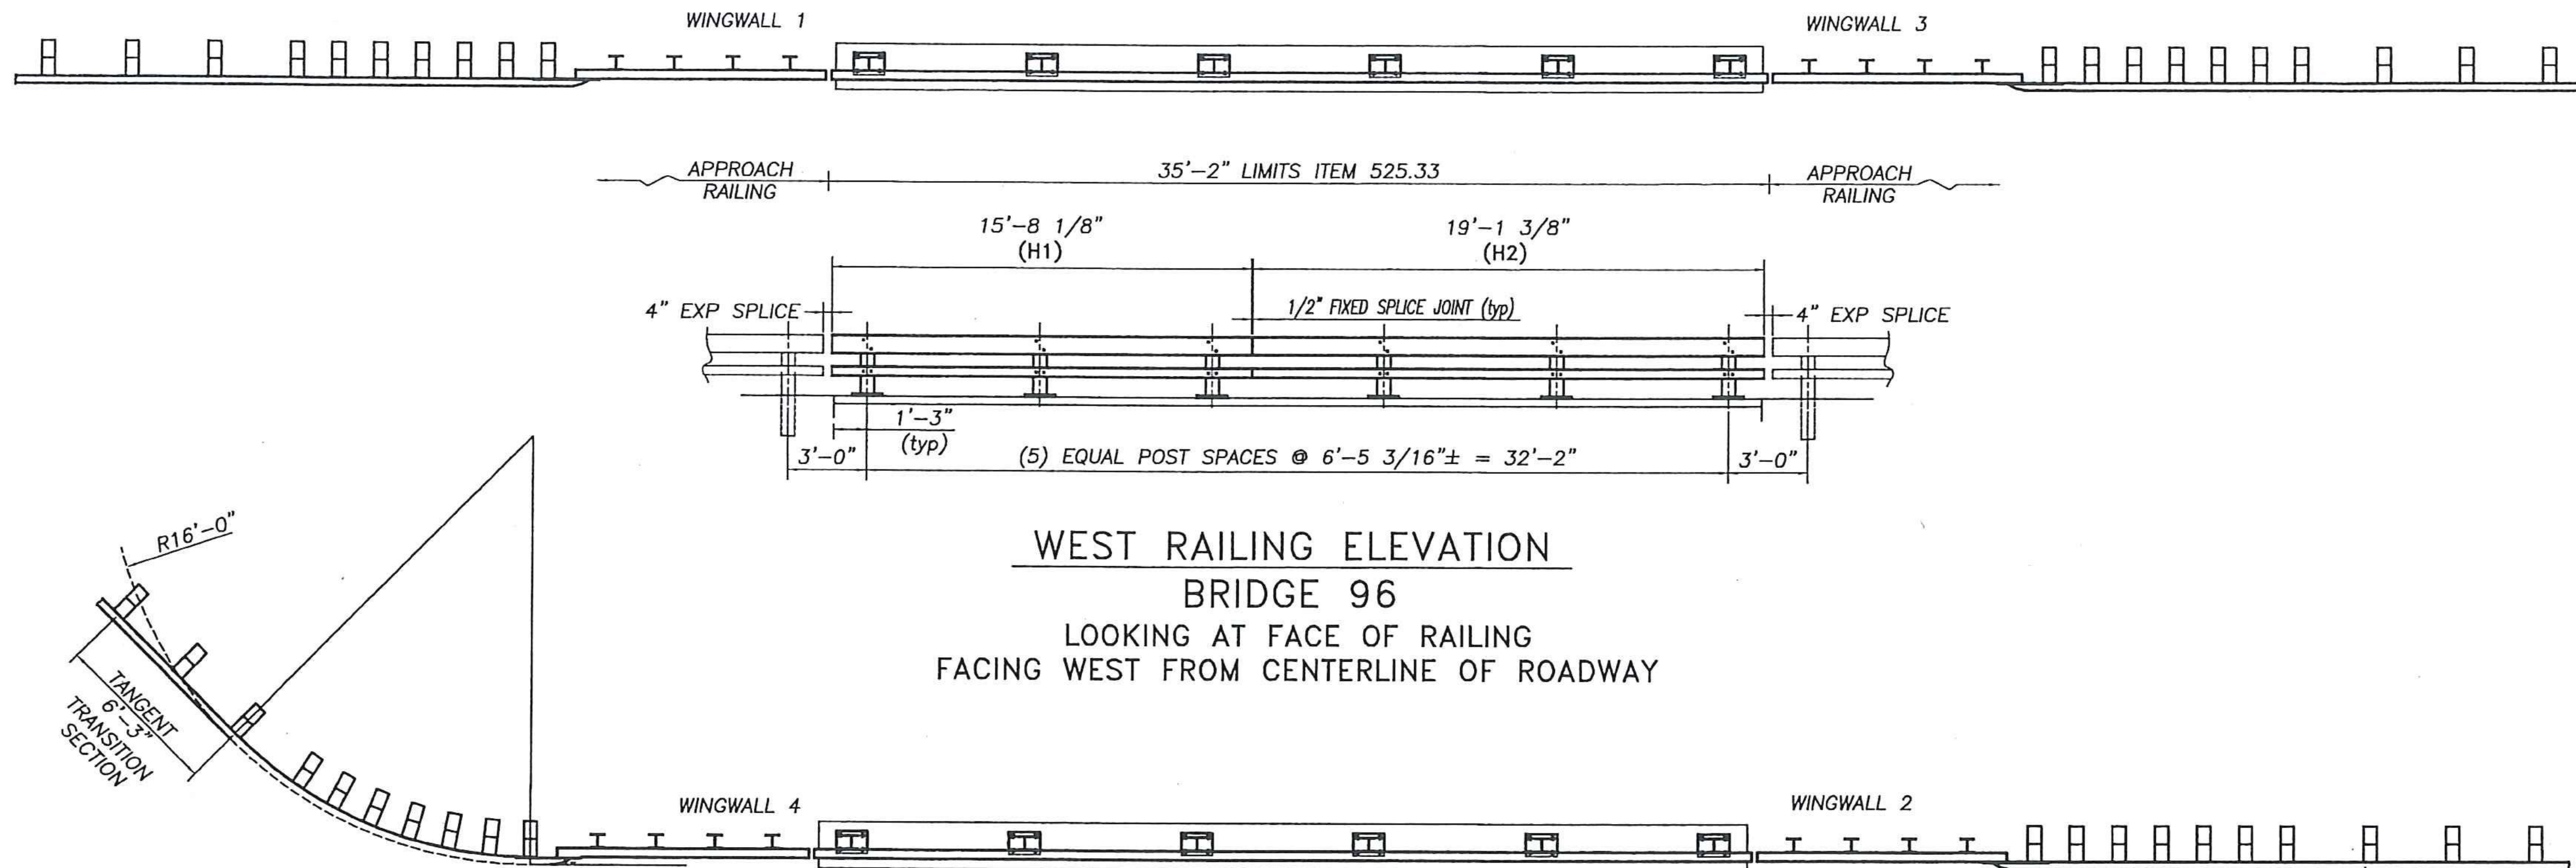 WINGWALL 1
WINGWALL 3
APPROACH
RAILING
35'-2" LIMITS ITEM 525.33
APPROACH
RAILING
15'-8 1/8"
(H1)
19'-1 3/8"
(H2)
4" EXP SPLICE
1/2" FIXED SPLICE JOINT (typ)
4" EXP SPLICE
1'-3"
(typ)
3'-0"
(5) EQUAL POST SPACES @ 6'-5 3/16"± = 32'-2"
3'-0"
R16'-0"
WEST RAILING ELEVATION
BRIDGE 96
LOOKING AT FACE OF RAILING
FACING WEST FROM CENTERLINE OF ROADWAY
TANGENT
6'-3"
TRANSITION
SECTION
WINGWALL 4
WINGWALL 2